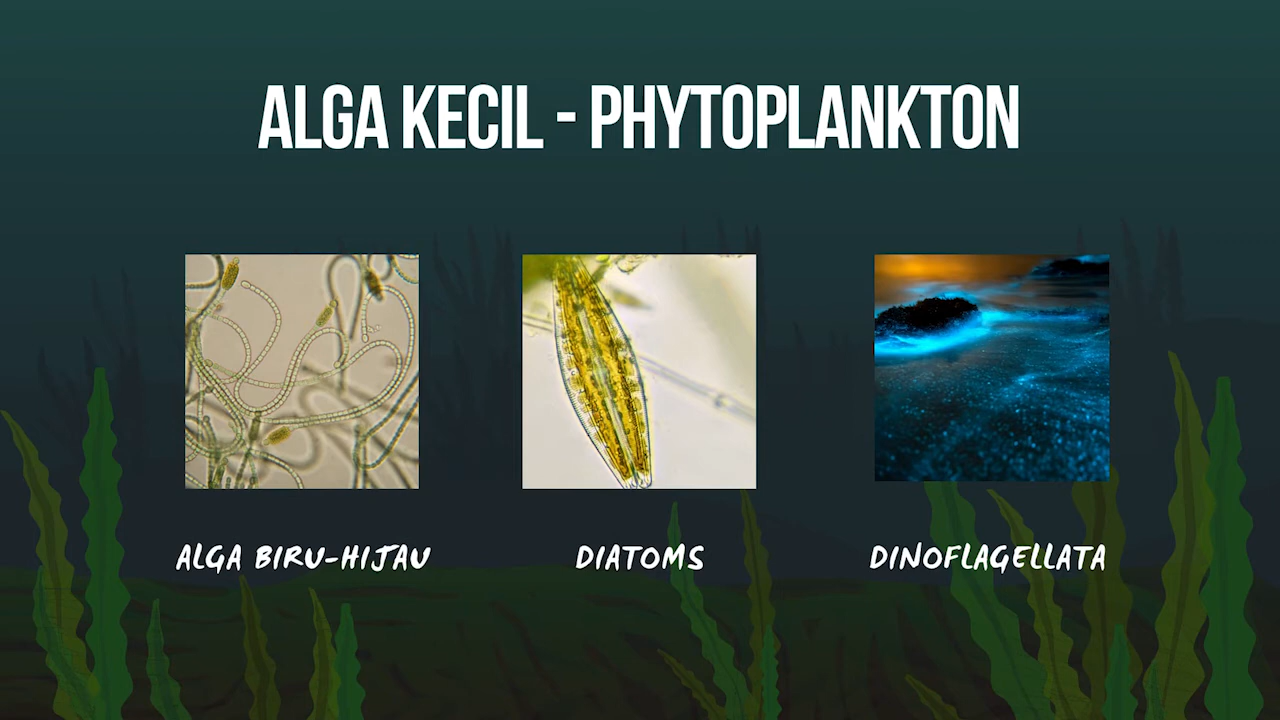 ALGA KECIL - PHYTOPLANKTON
ALGA BIRU-HIJAU
DIATOMS
DINOFLAGELLATA